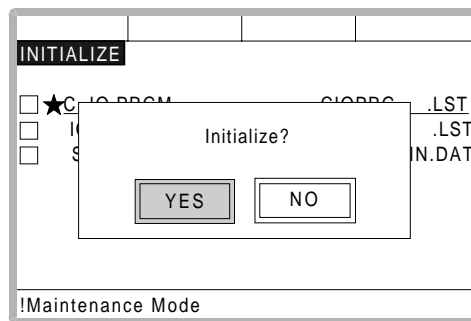 INITIALIZE
★C .LST
.LST
IN.DAT
Initialize?
YES NO
!Maintenance Mode